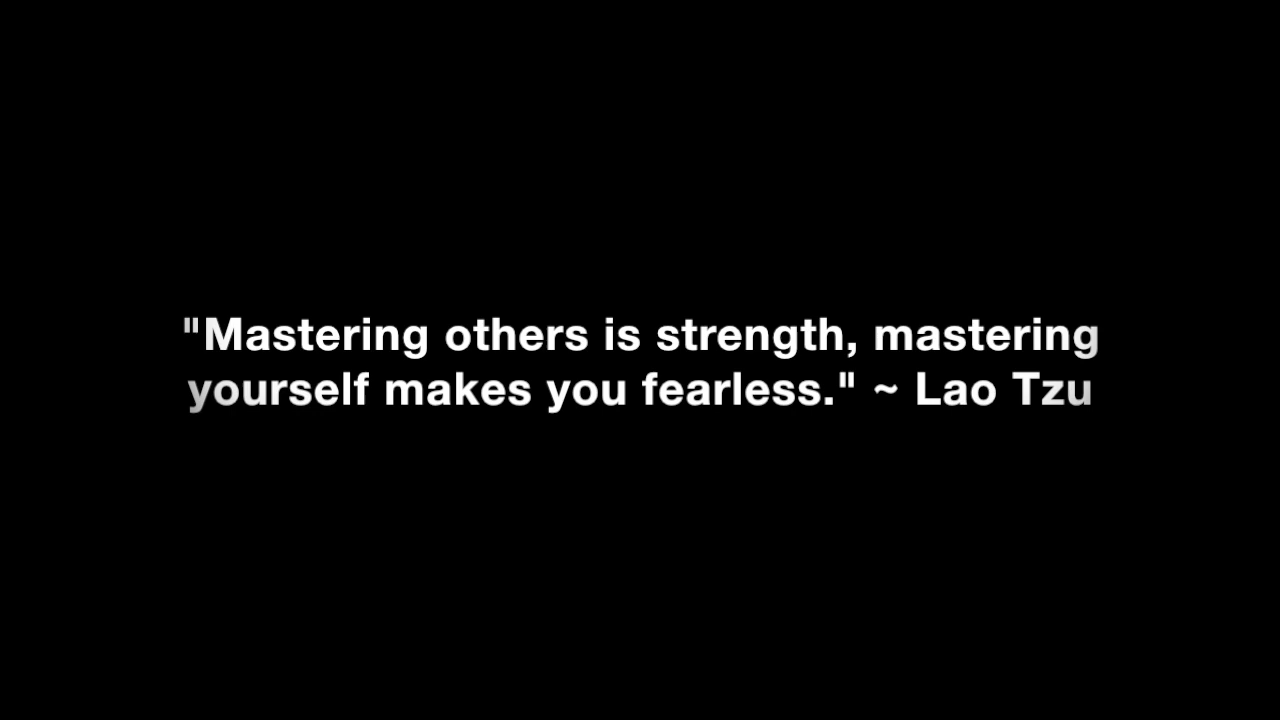 "Mastering others is strength, mastering
yourself makes you fearless." ~ Lao Tzu